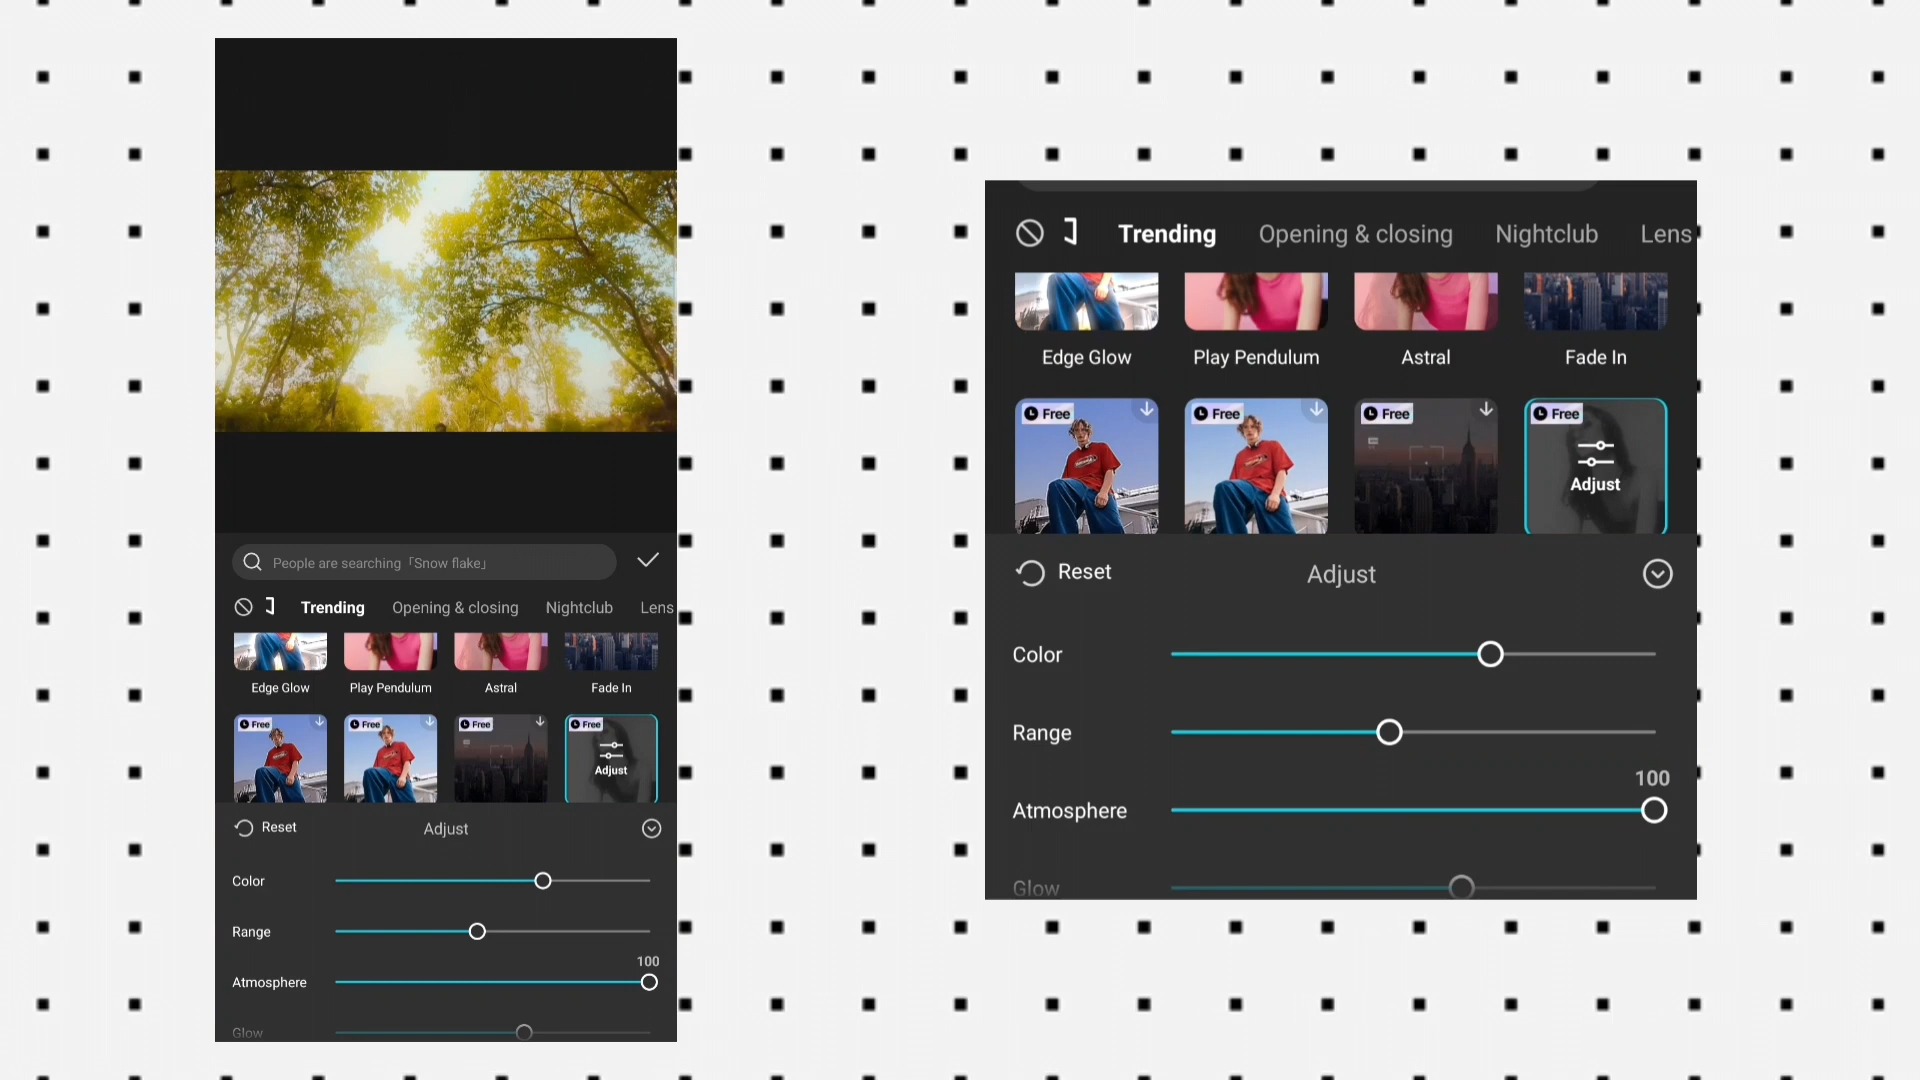 People are searching「Snow flake」
Trending Opening & closing Nightclub Lens
Edge Glow Play Pendulum Astral Fade In
Free Free Free Free
Adjust
Reset Adjust
Color
Range
100
Atmosphere
Glow
Trending Opening & closing Nightclub Lens
Edge Glow Play Pendulum Astral Fade In
Free Free Free Free
Adjust
Reset Adjust
Color
Range
100
Atmosphere
Glow